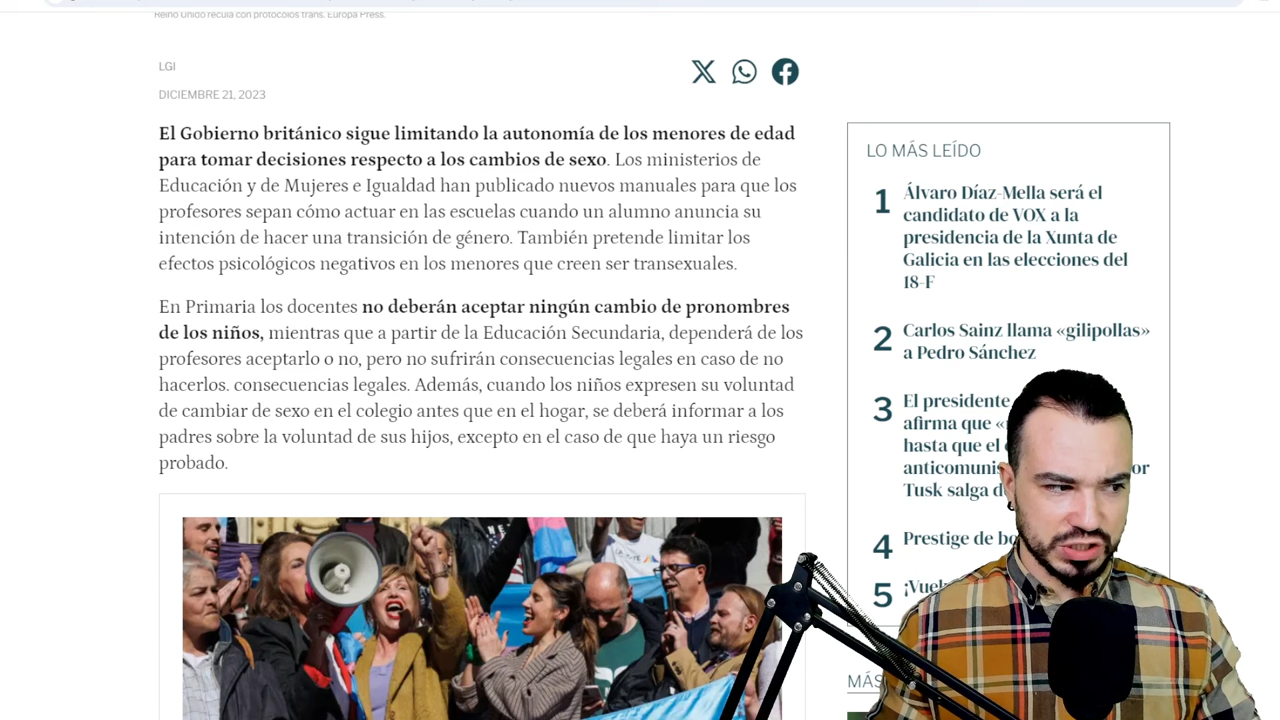 Reino Unido recula con protocolos trans. Europa Press.
LGI
DICIEMBRE 21, 2023
El Gobierno británico sigue limitando la autonomía de los menores de edad
para tomar decisiones respecto a los cambios de sexo. Los ministerios de
Educación y de Mujeres e Igualdad han publicado nuevos manuales para que los
profesores sepan cómo actuar en las escuelas cuando un alumno anuncia su
intención de hacer una transición de género. También pretende limitar los
efectos psicológicos negativos en los menores que creen ser transexuales.
En Primaria los docentes no deberán aceptar ningún cambio de pronombres
de los niños, mientras que a partir de la Educación Secundaria, dependerá de los
profesores aceptarlo o no, pero no sufrirán consecuencias legales en caso de no
hacerlos. consecuencias legales. Además, cuando los niños expresen su voluntad
de cambiar de sexo en el colegio antes que en el hogar, se deberá informar a los
padres sobre la voluntad de sus hijos, excepto en el caso de que haya un riesgo
probado.
LO MÁS LEÍDO
1 Álvaro Díaz-Mella será el
candidato de VOX a la
presidencia de la Xunta de
Galicia en las elecciones del
18-F
2 Carlos Sainz llama «gilipollas»
a Pedro Sánchez
3 El presidente
afirma que
hasta que el
Tusk salga
4 Prestige de
5
MÁS